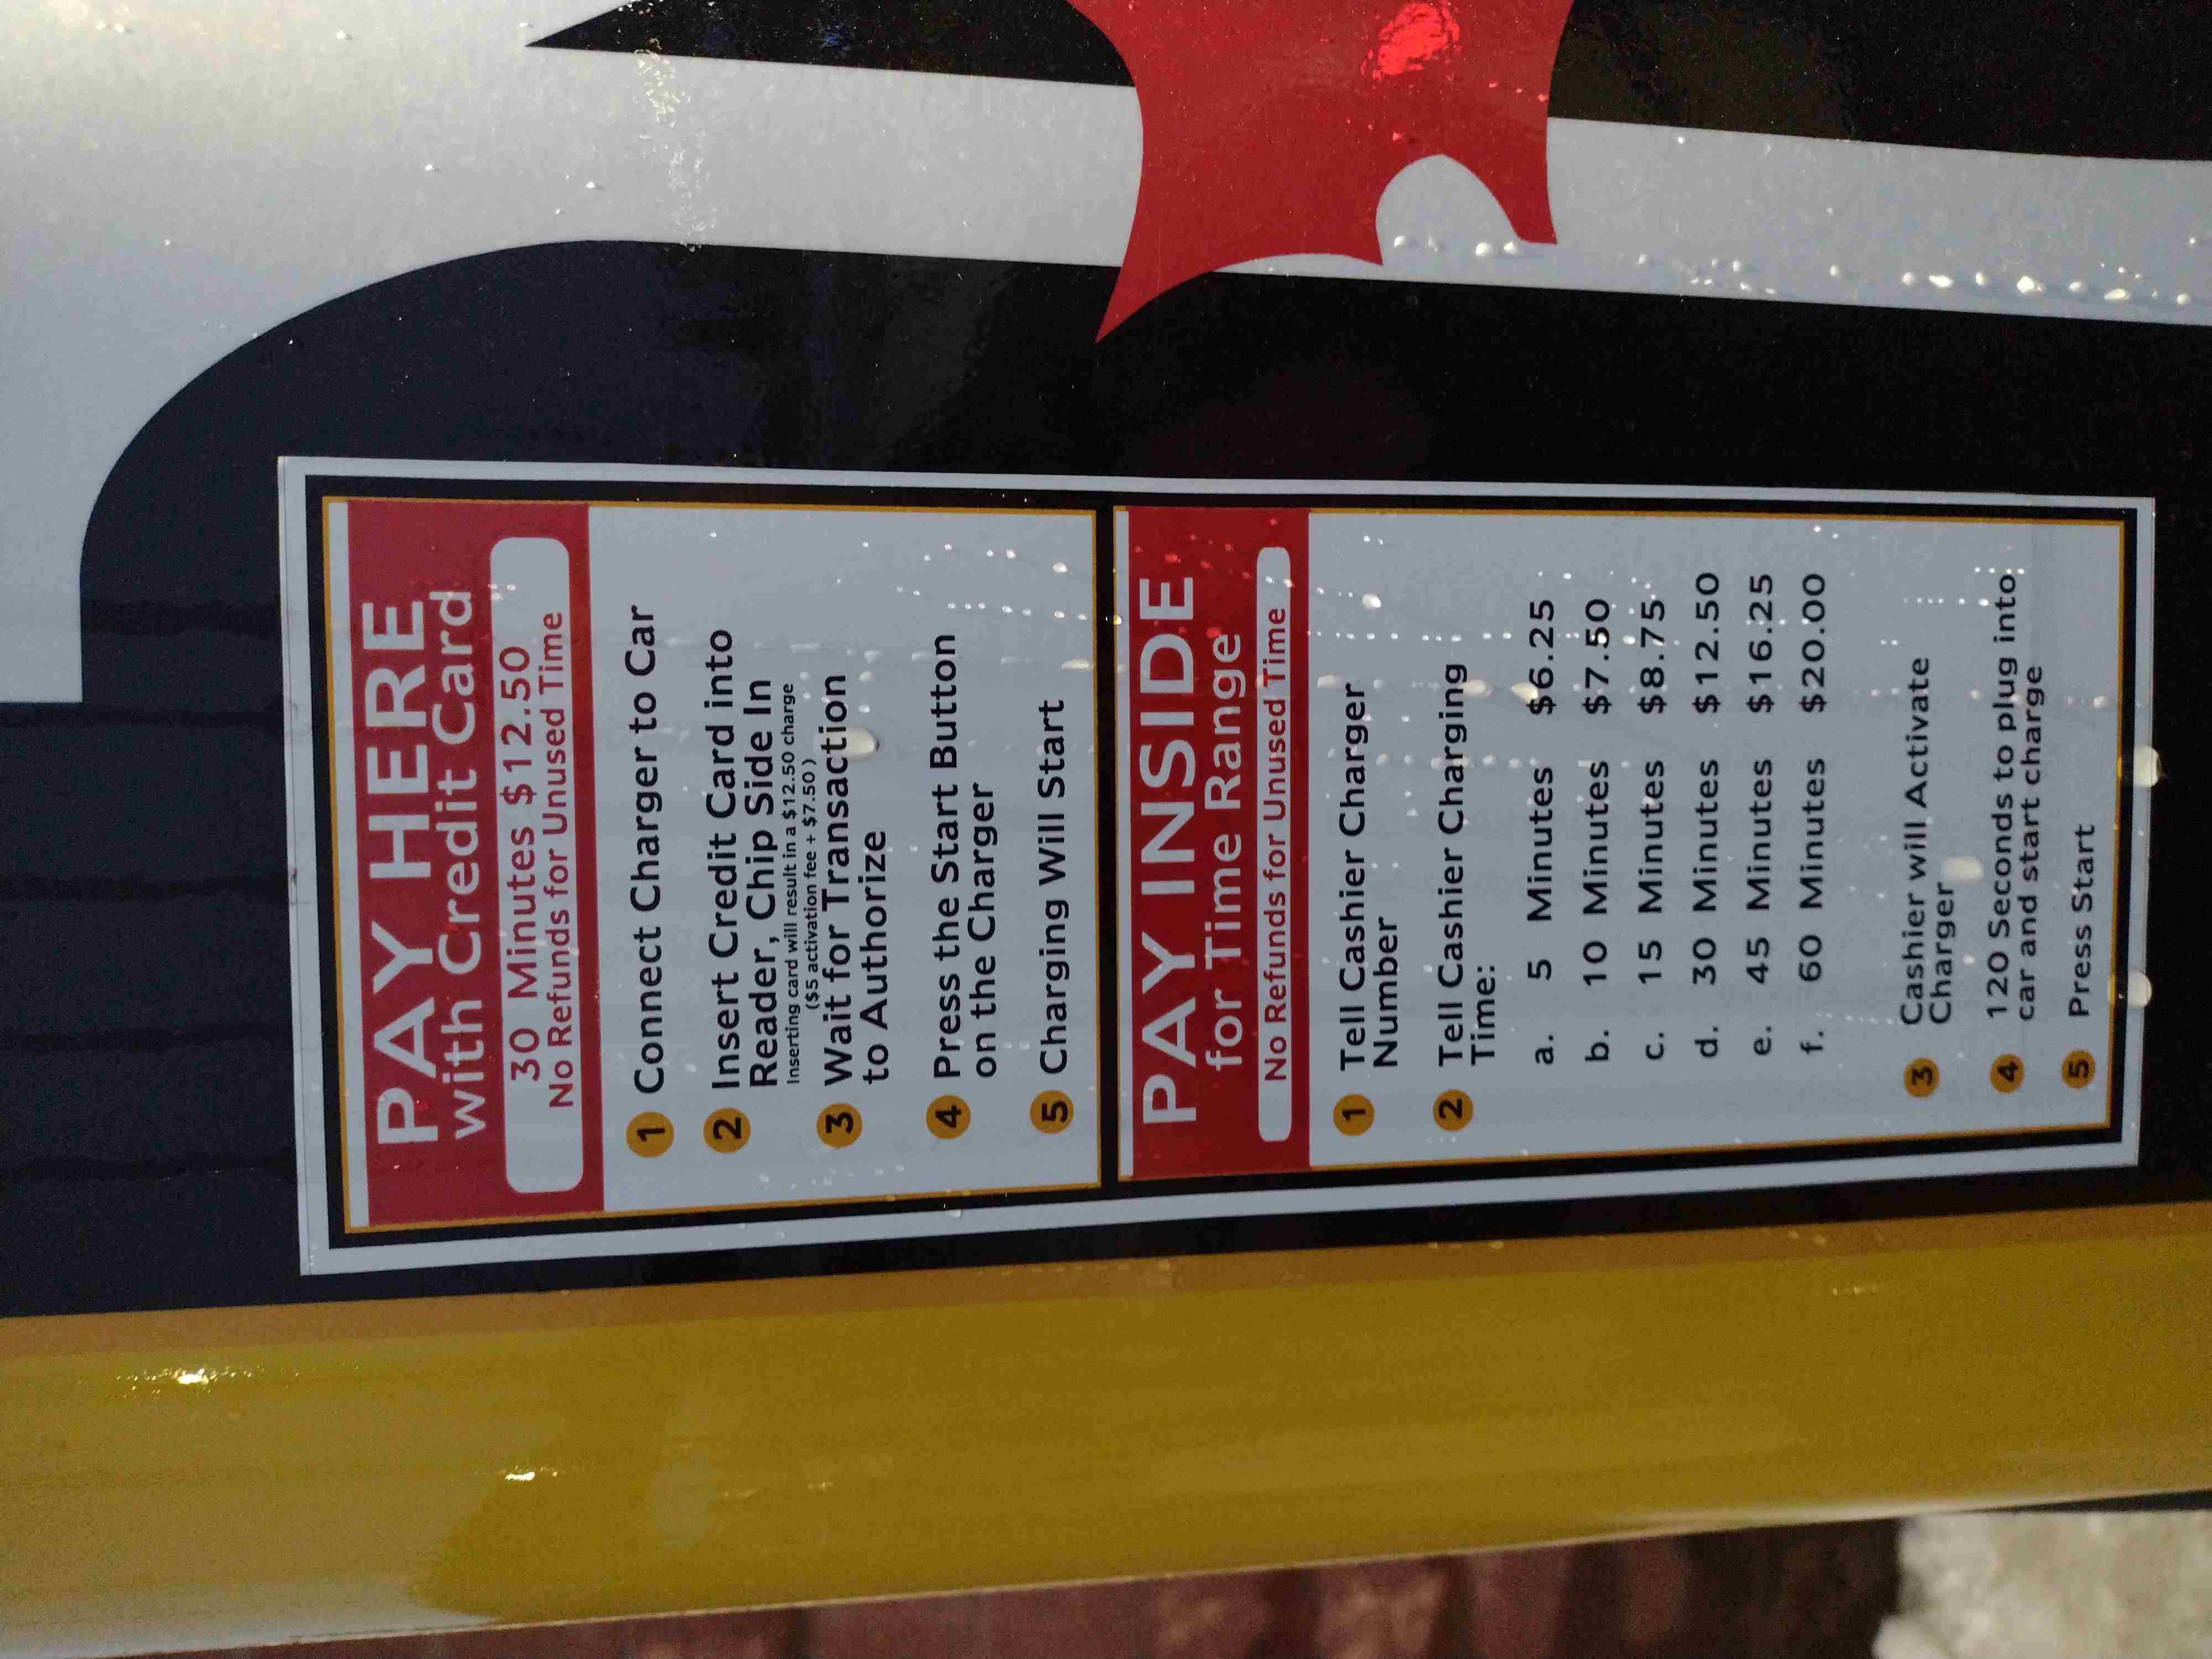 PAY HERE
with Credit Card
30 Minutes $12.50
No Refunds for Unused Time
1 Connect Charger to Car
2 Insert Credit Card into
Reader, Chip Side In
Inserting card will result in a $12.50 charge
($5 activation fee + $7.50)
3 Wait for Transaction
to Authorize
4 Press the Start Button
on the Charger
5 Charging Will Start
PAY INSIDE
for Time Range
No Refunds for Unused Time
1 Tell Cashier Charger
Number
2 Tell Cashier Charging
Time:
a. 5 Minutes $6.25
b. 10 Minutes $7.50
c. 15 Minutes $8.75
d. 30 Minutes $12.50
e. 45 Minutes $16.25
f. 60 Minutes $20.00
3 Cashier will Activate
Charger
4 120 Seconds to plug into
car and start charge
5 Press Start